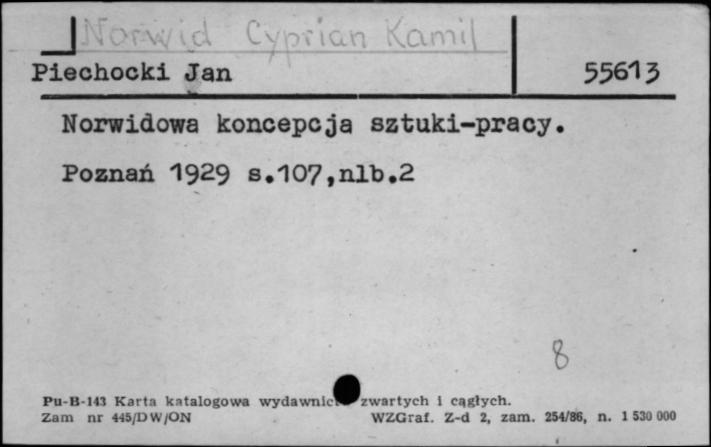 Norwid Cyprian Kamil
Piechocki Jan 55613
Norwidowa koncepcja sztuki-pracy.
Poznań 1929 s.107,nlb.2
8
Pu-B-143 Karta katalogowa zwartych i ciągłych.
Zam nr 445/DW/ON WZGraf. Z-d 2, zam. 254/86, n. 1 530 000